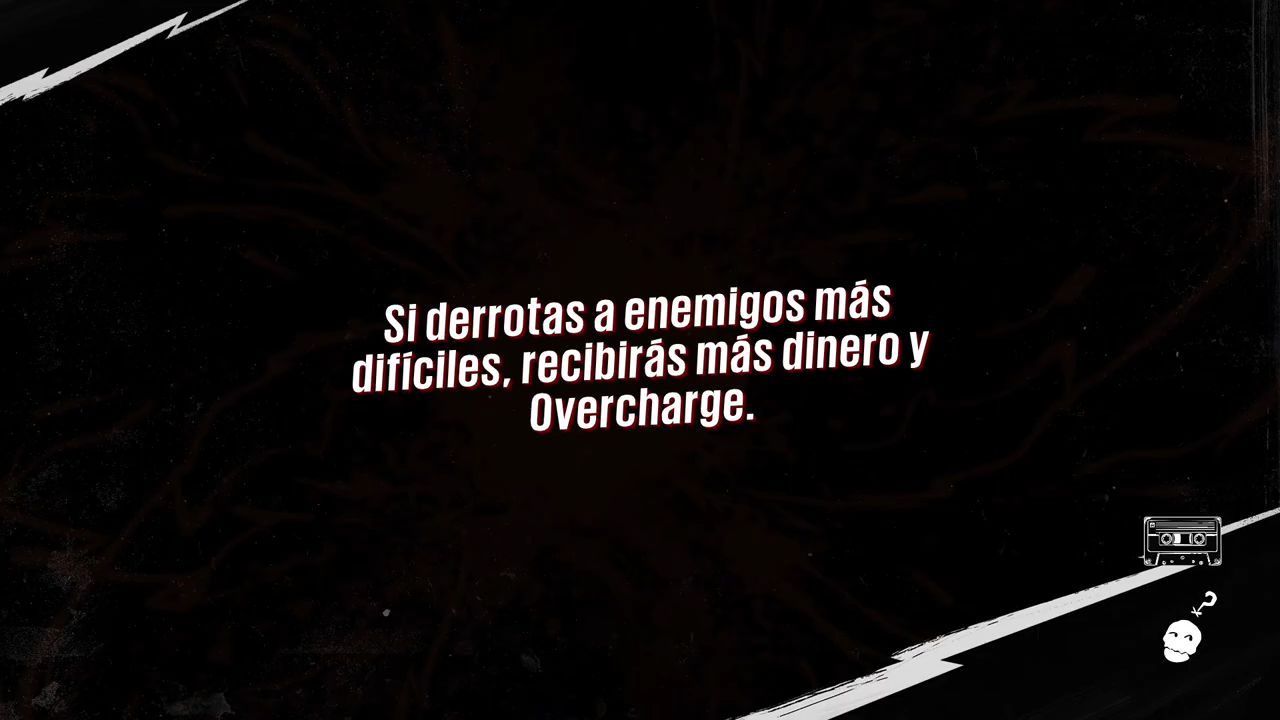 Si derrotas a enemigos más
difíciles, recibirás más dinero y
Overcharge.